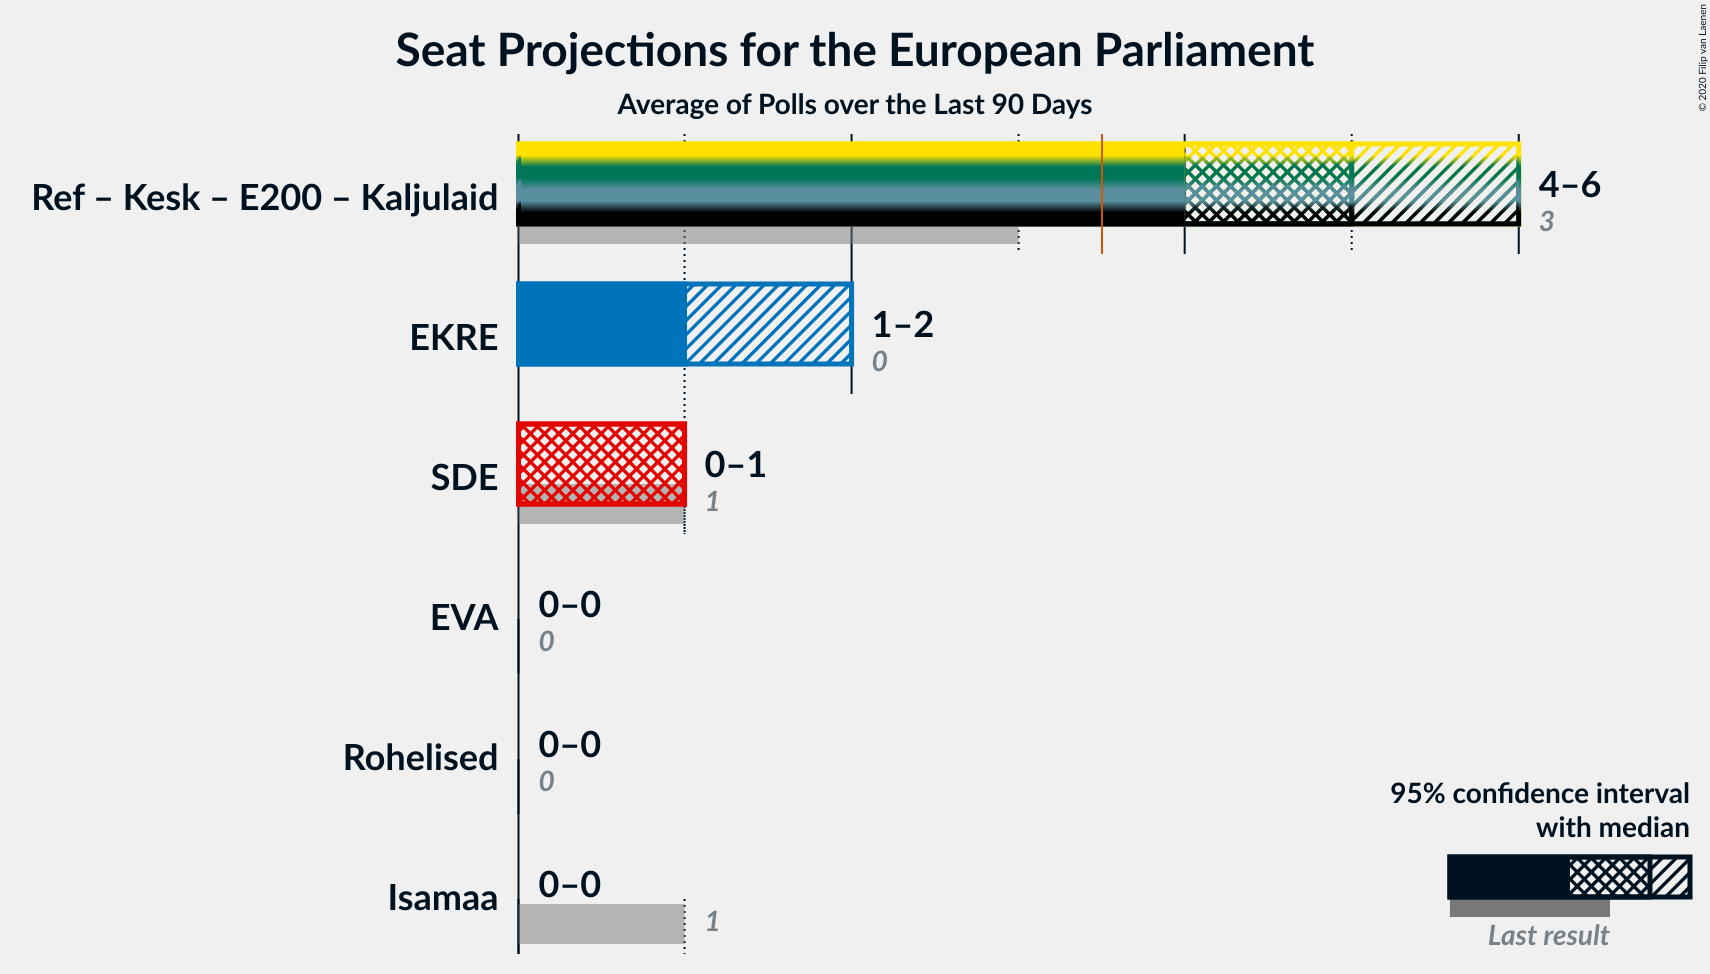 Seat Projections for the European Parliament
Average of Polls over the Last 90 Days
© 2020 Filip van Laenen
Ref – Kesk – E200 – Kaljulaid
4–6
3
EKRE
1–2
0
SDE
0–1
1
EVA
0–0
0
Rohelised
0–0
0
Isamaa
0–0
1
95% confidence interval
with median
Last result